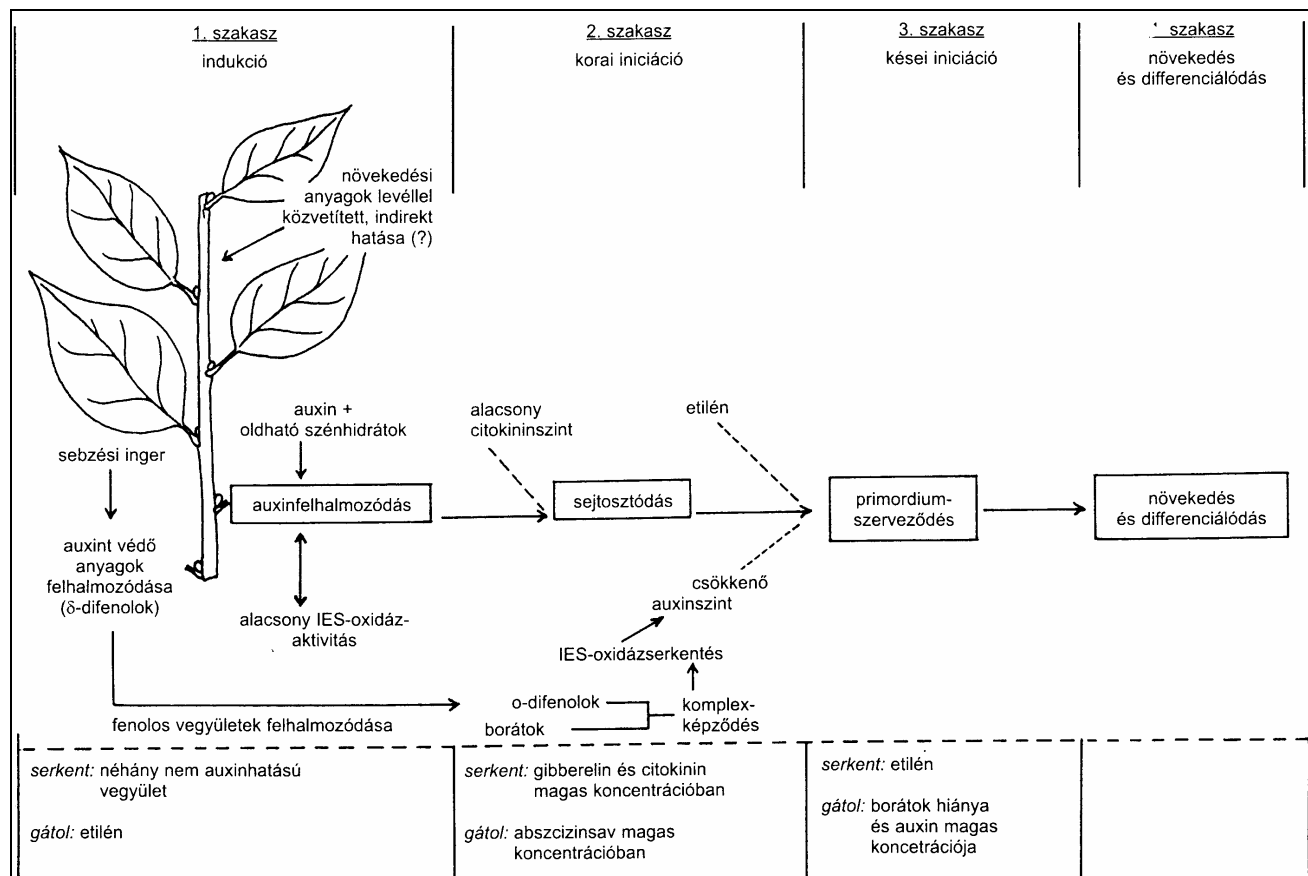 1. szakasz
indukció
2. szakasz
korai iniciáció
3. szakasz
kései iniciáció
szakasz
növekedés
és differenciálódás
növekedési
anyagok levéllel
közvetített, indirekt
hatása (?)
sebzési inger
auxint védő
anyagok
felhalmozódása
(δ-difenolok)
auxin +
oldható szénhidrátok
auxinfelhalmozódás
alacsony IES-oxidáz-
aktivitás
alacsony
citokininszint
sejtosztódás
etilén
primordium-
szerveződés
növekedés
és differenciálódás
csökkenő
auxinszint
IES-oxidázserkentés
o-difenolok
borátok
komplex-
képződés
fenolos vegyületek felhalmozódása
serkent: néhány nem auxinhatású
vegyület
gátol: etilén
serkent: gibberelin és citokinin
magas koncentrációban
gátol: abszcizinsav magas
koncentrációban
serkent: etilén
gátol: borátok hiánya
és auxin magas
koncetrációja